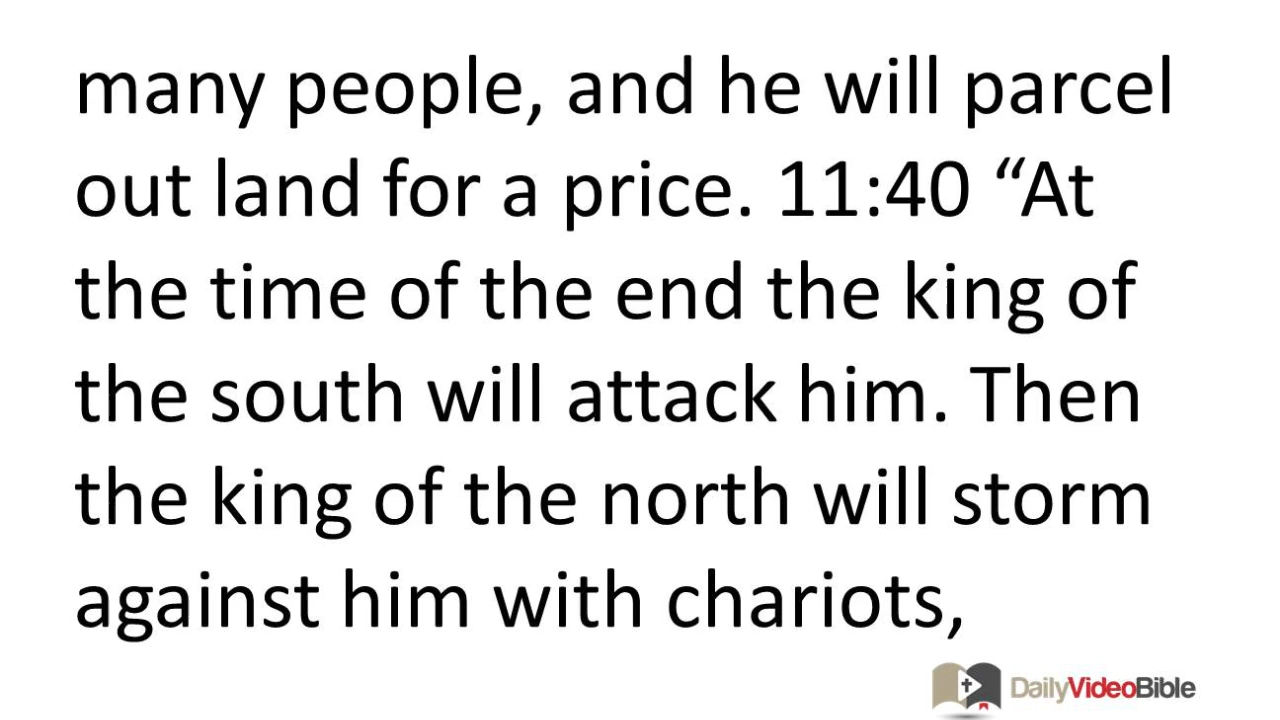 many people, and he will parcel
out land for a price. 11:40 “At
the time of the end the king of
the south will attack him. Then
the king of the north will storm
against him with chariots,
DailyVideoBible